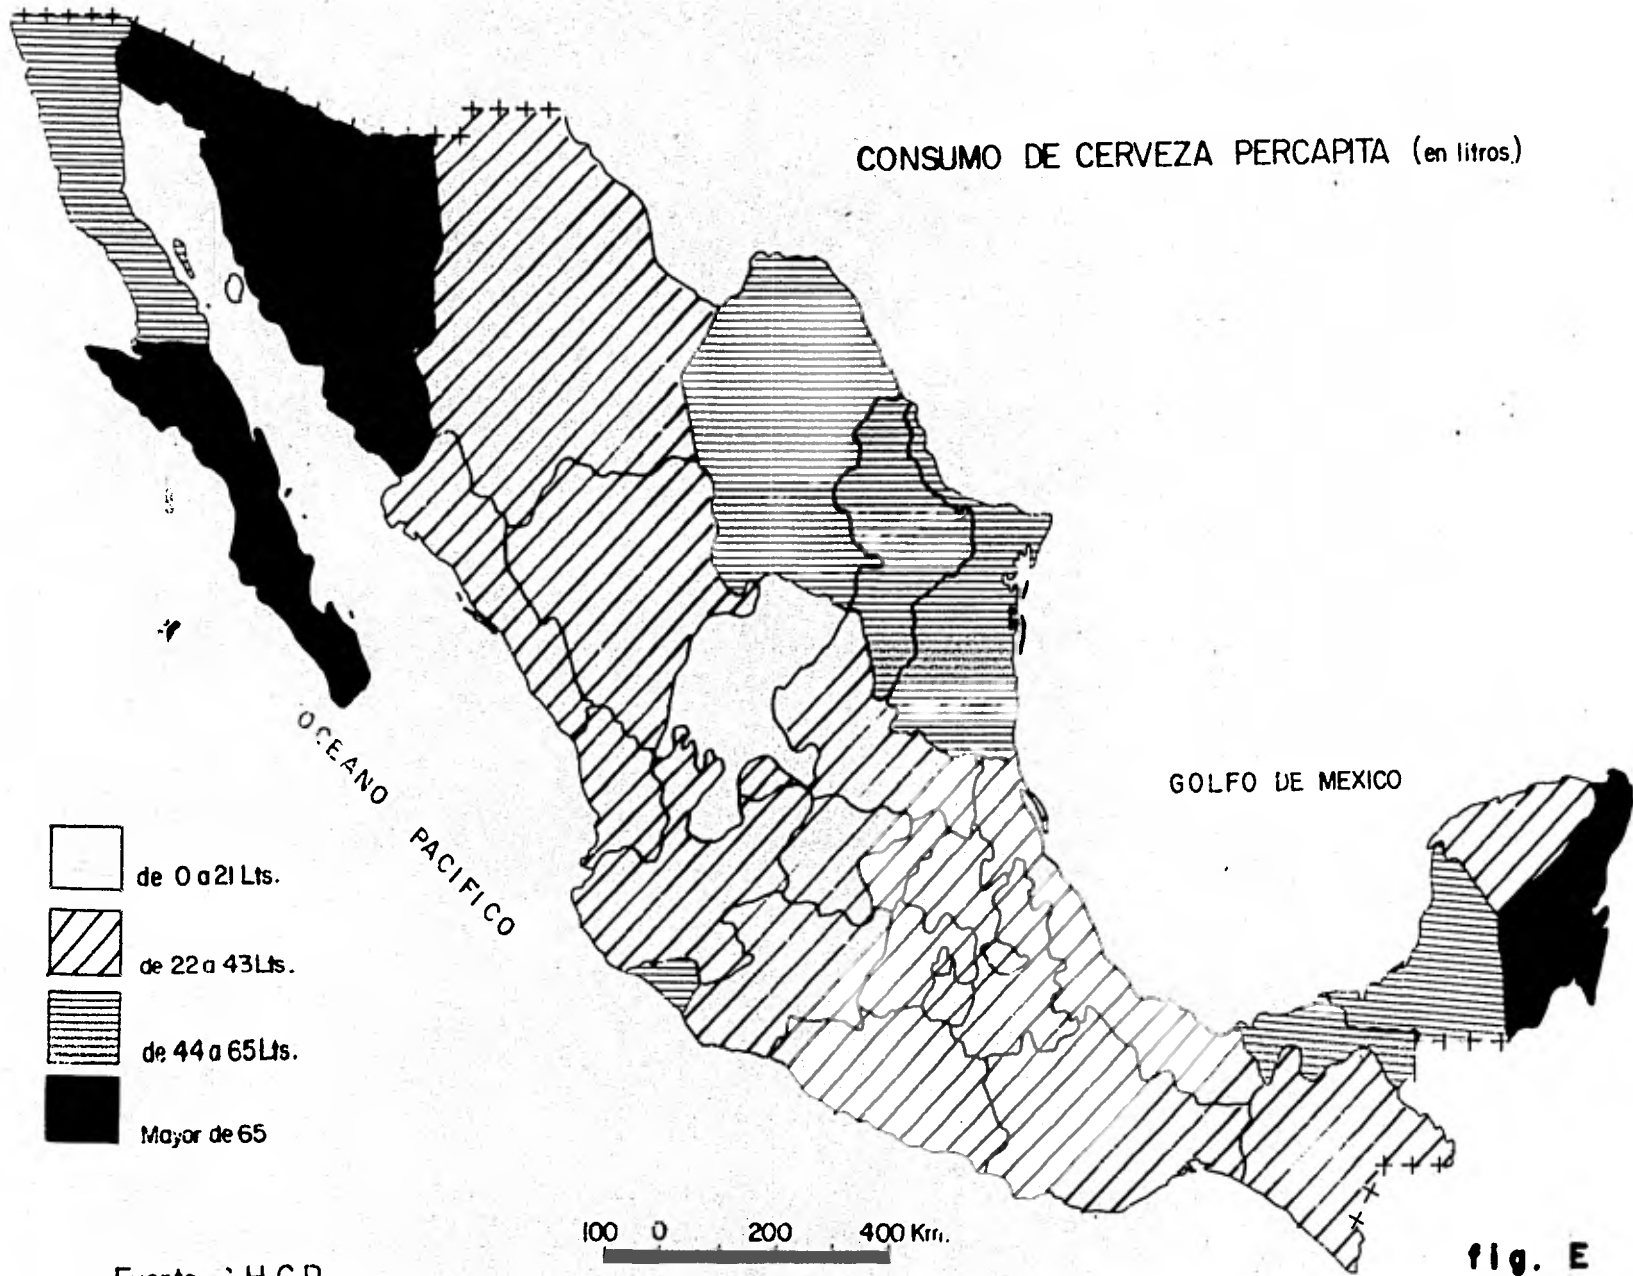 CONSUMO DE CERVEZA PERCAPITA (en litros.)
OCEANO PACIFICO
GOLFO DE MEXICO
de 0 a 21 Lts.
de 22 a 43 Lts.
de 44 a 65 Lts.
Mayor de 65
100 0 200 400 Km.
fig. E
H.C.P.